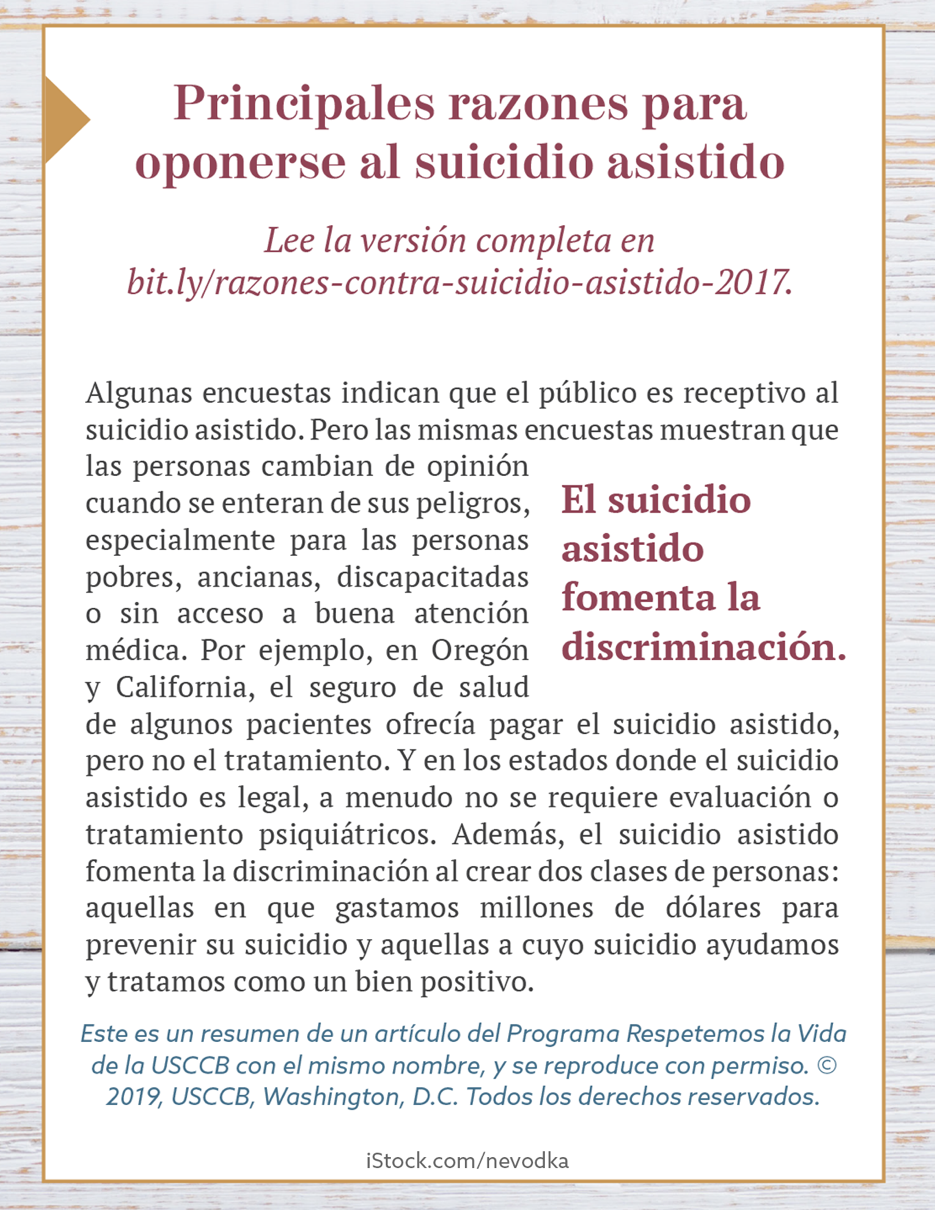 Principales razones para
oponerse al suicidio asistido
Lee la versión completa en
bit.ly/razones-contra-suicidio-asistido-2017.
Algunas encuestas indican que el público es receptivo al
suicidio asistido. Pero las mismas encuestas muestran que
las personas cambian de opinión
cuando se enteran de sus peligros,
especialmente para las personas
pobres, ancianas, discapacitadas
o sin acceso a buena atención
médica. Por ejemplo, en Oregón
y California, el seguro de salud
El suicidio
asistido
fomenta la
discriminación.
de algunos pacientes ofrecía pagar el suicidio asistido,
pero no el tratamiento. Y en los estados donde el suicidio
asistido es legal, a menudo no se requiere evaluación o
tratamiento psiquiátricos. Además, el suicidio asistido
fomenta la discriminación al crear dos clases de personas:
aquellas en que gastamos millones de dólares para
prevenir su suicidio y aquellas a cuyo suicidio ayudamos
y tratamos como un bien positivo.
Este es un resumen de un artículo del Programa Respetemos la Vida
de la USCCB con el mismo nombre, y se reproduce con permiso. ©
2019, USCCB, Washington, D.C. Todos los derechos reservados.
iStock.com/nevodka